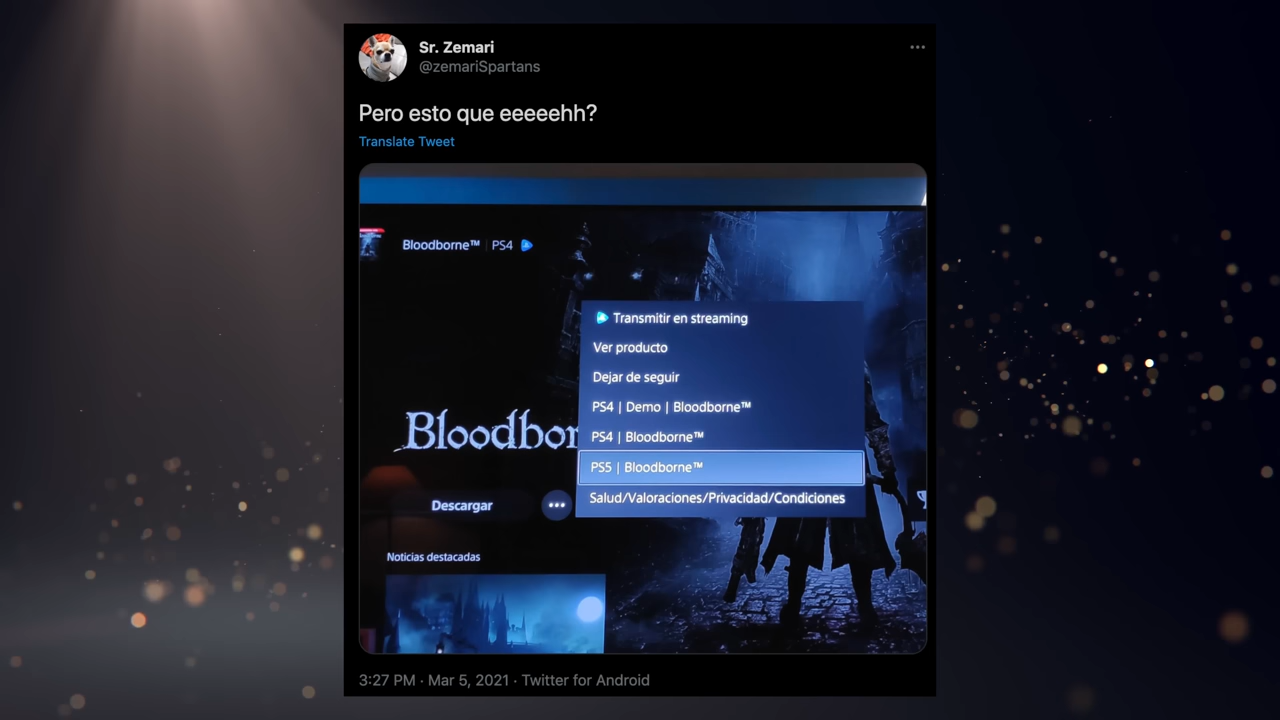 Sr. Zemari
@zemariSpartans
Pero esto que eeeeehh?
Translate Tweet
Bloodborne™ | PS4
Transmitir en streaming
Ver producto
Dejar de seguir
PS4 | Demo | Bloodborne™
PS4 | Bloodborne™
PS5 | Bloodborne™
Salud/Valoraciones/Privacidad/Condiciones
Bloodbor
Descargar
Noticias destacadas
3:27 PM · Mar 5, 2021 · Twitter for Android